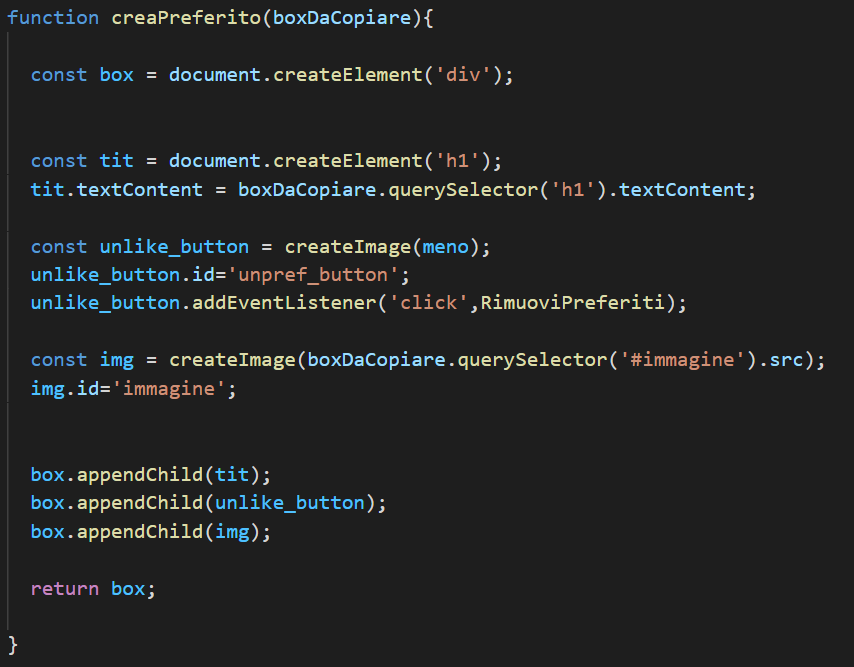 function creaPreferito(boxDaCopiare){
const box = document.createElement('div');
const tit = document.createElement('h1');
tit.textContent = boxDaCopiare.querySelector('h1').textContent;
const unlike_button = createImage(meno);
unlike_button.id='unpref_button';
unlike_button.addEventListener('click',RimuoviPreferiti);
const img = createImage(boxDaCopiare.querySelector('#immagine').src);
img.id='immagine';
box.appendChild(tit);
box.appendChild(unlike_button);
box.appendChild(img);
return box;
}